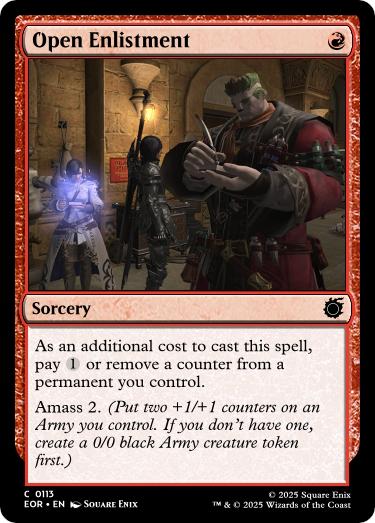 Open Enlistment
Sorcery
As an additional cost to cast this spell,
pay 1 or remove a counter from a
permanent you control.
Amass 2. (Put two +1/+1 counters on an
Army you control. If you don't have one,
create a 0/0 black Army creature token
first.)
C 0113
EOR • EN SQUARE ENIX
© 2025 Square Enix
™ & © 2025 Wizards of the Coast